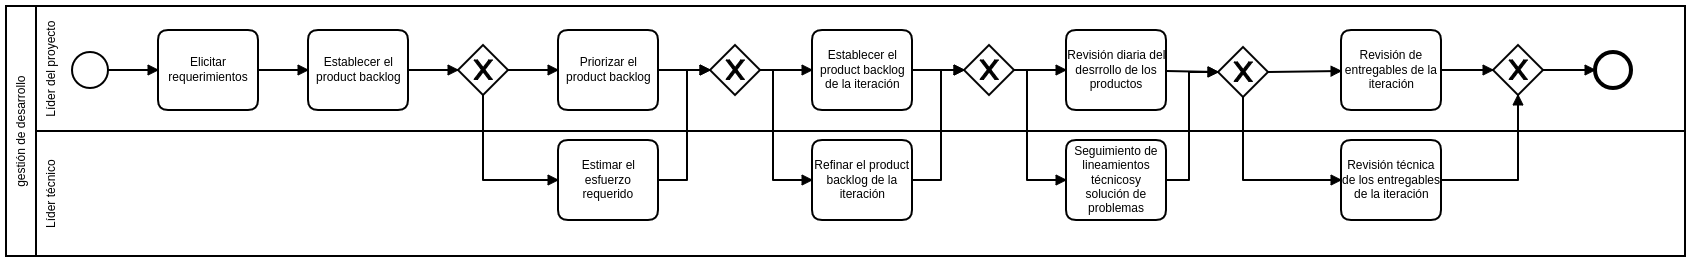 gestión de desarrollo
Líder del proyecto
Elicitar
requerimientos
Establecer el
product backlog
X
Priorizar el
product backlog
X
Establecer el
product backlog
de la iteración
X
Revisión diaria del
desrrollo de los
productos
X
Revisión de
entregables de la
iteración
X
Líder técnico
Estimar el
esfuerzo
requerido
Refinar el product
backlog de la
iteración
Seguimiento de
lineamientos
técnicosy
solución de
problemas
Revisión técnica
de los entregables
de la iteración